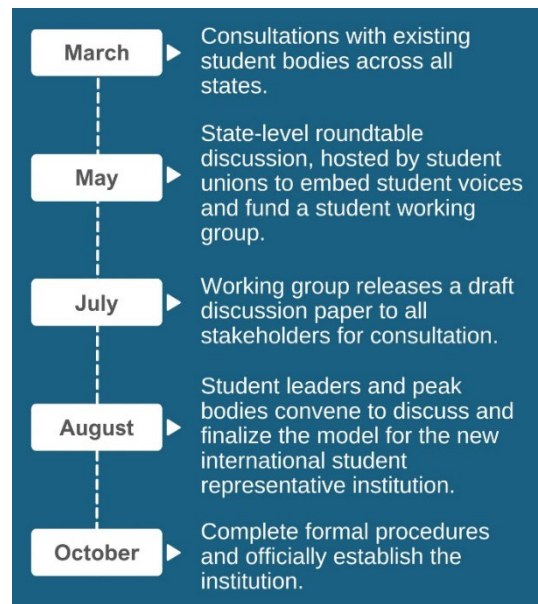 March
Consultations with existing
student bodies across all
states.
May
State-level roundtable
discussion, hosted by student
unions to embed student voices
and fund a student working
group.
July
Working group releases a draft
discussion paper to all
stakeholders for consultation.
August
Student leaders and peak
bodies convene to discuss and
finalize the model for the new
international student
representative institution.
October
Complete formal procedures
and officially establish the
institution.